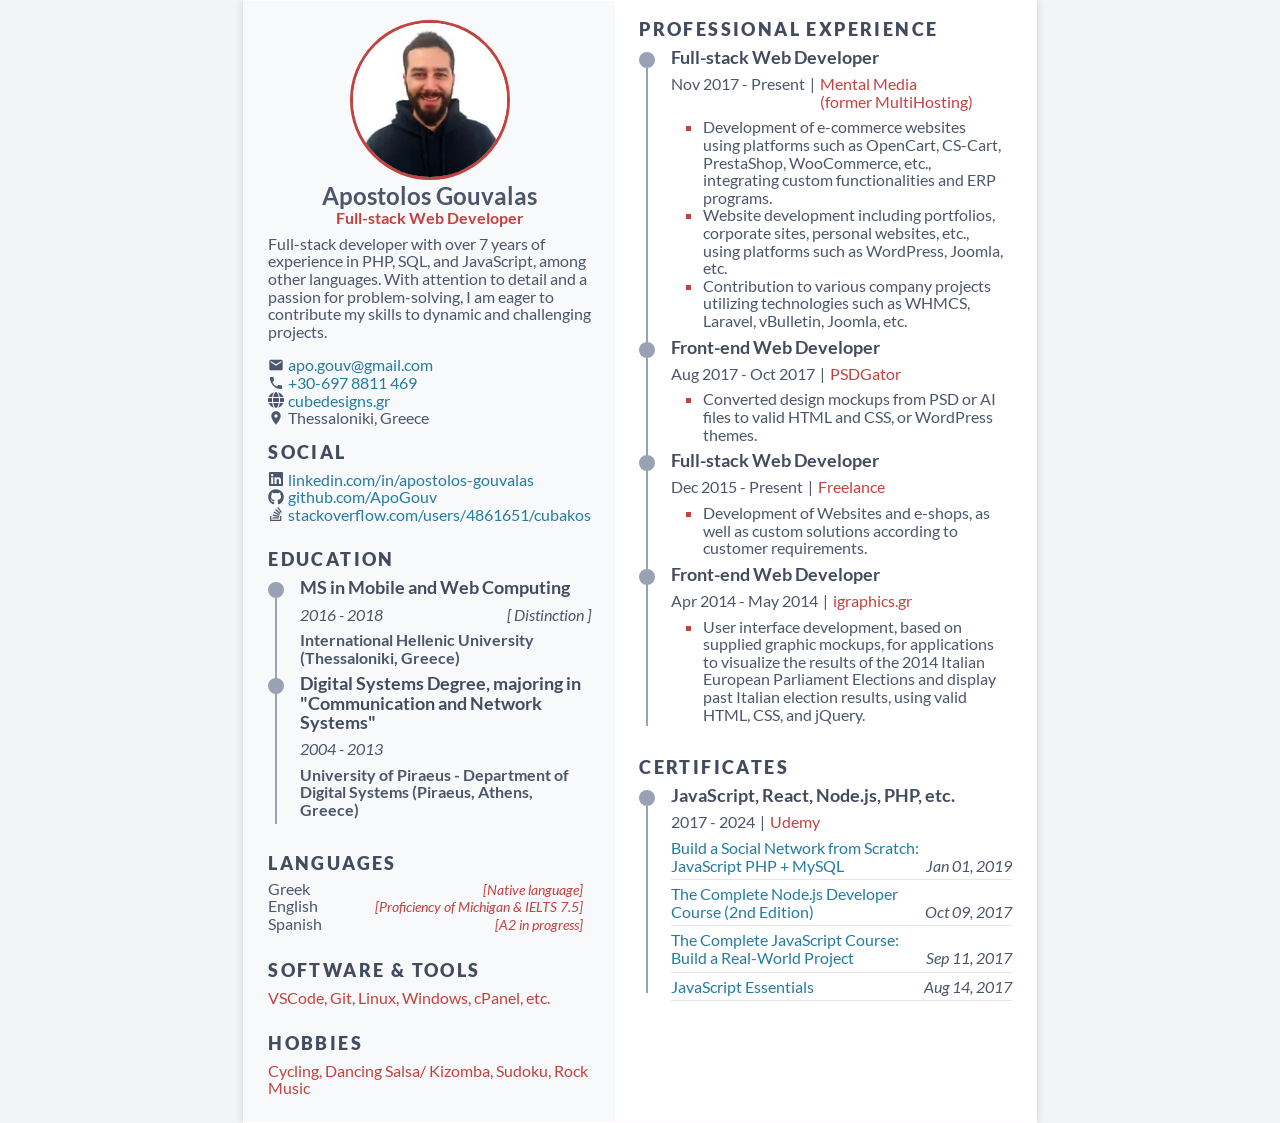 Apostolos Gouvalas
Full-stack Web Developer
Full-stack developer with over 7 years of
experience in PHP, SQL, and JavaScript, among
other languages. With attention to detail and a
passion for problem-solving, I am eager to
contribute my skills to dynamic and challenging
projects.
apo.gouv@gmail.com
+30-697 8811 469
cubedesigns.gr
Thessaloniki, Greece
SOCIAL
linkedin.com/in/apostolos-gouvalas
github.com/ApoGouv
stackoverflow.com/users/4861651/cubakos
EDUCATION
MS in Mobile and Web Computing
2016 - 2018 [ Distinction ]
International Hellenic University
(Thessaloniki, Greece)
Digital Systems Degree, majoring in
"Communication and Network
Systems"
2004 - 2013
University of Piraeus - Department of
Digital Systems (Piraeus, Athens,
Greece)
LANGUAGES
Greek [Native language]
English [Proficiency of Michigan & IELTS 7.5]
Spanish [A2 in progress]
SOFTWARE & TOOLS
VSCode, Git, Linux, Windows, cPanel, etc.
HOBBIES
Cycling, Dancing Salsa/ Kizomba, Sudoku, Rock
Music
PROFESSIONAL EXPERIENCE
Full-stack Web Developer
Nov 2017 - Present | Mental Media
(former MultiHosting)
Development of e-commerce websites
using platforms such as OpenCart, CS-Cart,
PrestaShop, WooCommerce, etc.,
integrating custom functionalities and ERP
programs.
Website development including portfolios,
corporate sites, personal websites, etc.,
using platforms such as WordPress, Joomla,
etc.
Contribution to various company projects
utilizing technologies such as WHMCS,
Laravel, vBulletin, Joomla, etc.
Front-end Web Developer
Aug 2017 - Oct 2017 | PSDGator
Converted design mockups from PSD or AI
files to valid HTML and CSS, or WordPress
themes.
Full-stack Web Developer
Dec 2015 - Present | Freelance
Development of Websites and e-shops, as
well as custom solutions according to
customer requirements.
Front-end Web Developer
Apr 2014 - May 2014 | igraphics.gr
User interface development, based on
supplied graphic mockups, for applications
to visualize the results of the 2014 Italian
European Parliament Elections and display
past Italian election results, using valid
HTML, CSS, and jQuery.
CERTIFICATES
JavaScript, React, Node.js, PHP, etc.
2017 - 2024 | Udemy
Build a Social Network from Scratch:
JavaScript PHP + MySQL Jan 01, 2019
The Complete Node.js Developer
Course (2nd Edition) Oct 09, 2017
The Complete JavaScript Course:
Build a Real-World Project Sep 11, 2017
JavaScript Essentials Aug 14, 2017